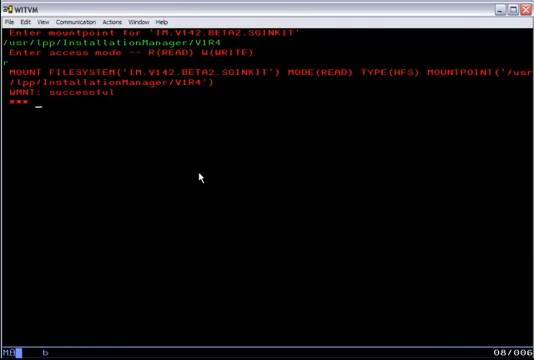 WITVM
File Edit View Communication Actions Window Help
Enter mountpoint for 'IM.V142.BETA2.SGINKIT'
/usr/lpp/InstallationManager/V1R4
Enter access mode -- R(READ) W(WRITE)
r
MOUNT FILESYSTEM('IM.V142.BETA2.SGINKIT') MODE(READ) TYPE(HFS) MOUNTPOINT('/usr
/lpp/InstallationManager/V1R4')
WMNT: successful
*** _
b 08/006